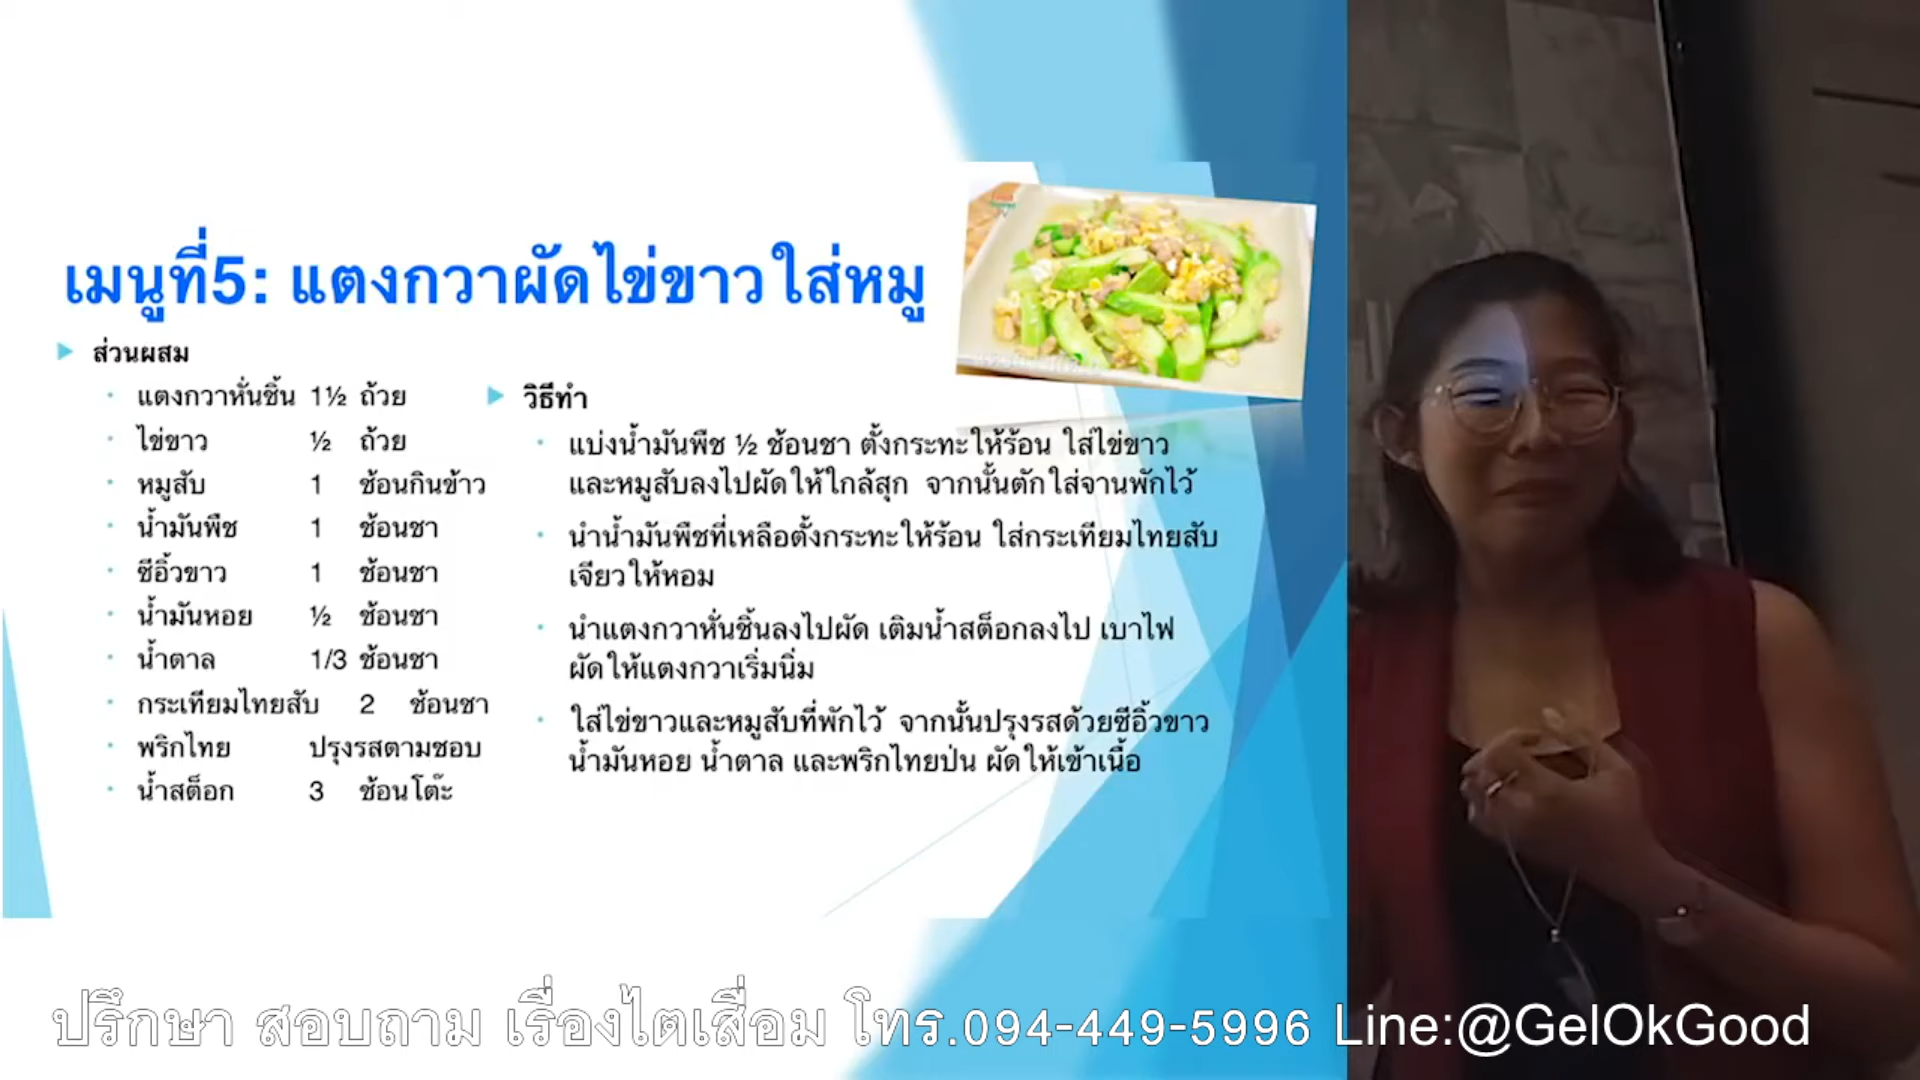 เมนูที่5: แตงกวาผัดไข่ขาวใส่หมู
ส่วนผสม
แตงกวาหั่นชิ้น 1½ ถ้วย
ไข่ขาว ½ ถ้วย
หมูสับ 1 ช้อนกินข้าว
น้ำมันพืช 1 ช้อนชา
ซีอิ๊วขาว 1 ช้อนชา
น้ำมันหอย ½ ช้อนชา
น้ำตาล 1/3 ช้อนชา
กระเทียมไทยสับ 2 ช้อนชา
พริกไทย ปรุงรสตามชอบ
น้ำสต็อก 3 ช้อนโต๊ะ
วิธีทำ
แบ่งน้ำมันพืช ½ ช้อนชา ตั้งกระทะให้ร้อน ใส่ไข่ขาว
และหมูสับลงไปผัดให้ใกล้สุก จากนั้นตักใส่จานพักไว้
นำน้ำมันพืชที่เหลือตั้งกระทะให้ร้อน ใส่กระเทียมไทยสับ
เจียวให้หอม
นำแตงกวาหั่นชิ้นลงไปผัด เติมน้ำสต็อกลงไป เบาไฟ
ผัดให้แตงกวาเริ่มนิ่ม
ใส่ไข่ขาวและหมูสับที่พักไว้ จากนั้นปรุงรสด้วยซีอิ๊วขาว
น้ำมันหอย น้ำตาล และพริกไทยป่น ผัดให้เข้าเนื้อ
ปรึกษา สอบถาม เรื่องไตเสื่อม โทร.094-449-5996 Line:@GelOkGood